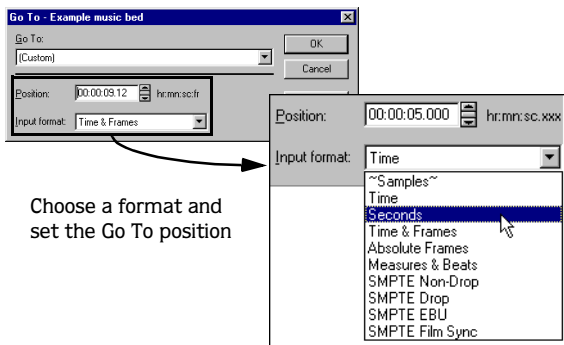 Go To - Example music bed
Go To:
(Custom)
OK
Cancel
Position: 00:00:09.12 hr:mn:sc:fr
Input format: Time & Frames
Position: 00:00:05.000 hr:mn:sc.xxx
Input format: Time
~Samples~
Time
Seconds
Time & Frames
Absolute Frames
Measures & Beats
SMPTE Non-Drop
SMPTE Drop
SMPTE EBU
SMPTE Film Sync
Choose a format and
set the Go To position